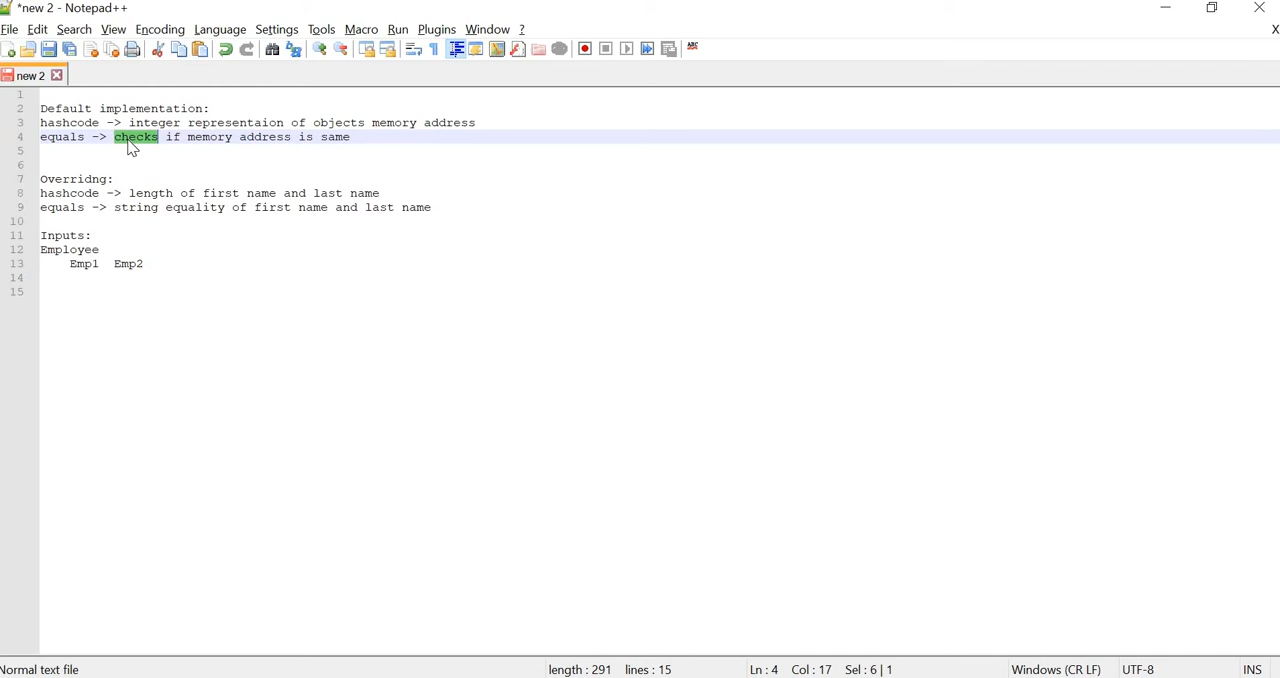 *new 2 - Notepad++
File Edit Search View Encoding Language Settings Tools Macro Run Plugins Window ? X
ABC
new 2
1
2 Default implementation:
3 hashcode -> integer representaion of objects memory address
4 equals -> checks if memory address is same
5
6
7 Overridng:
8 hashcode -> length of first name and last name
9 equals -> string equality of first name and last name
10
11 Inputs:
12 Employee
13 Emp1 Emp2
14
15
Normal text file length : 291 lines : 15 Ln : 4 Col : 17 Sel : 6 | 1 Windows (CR LF) UTF-8 INS